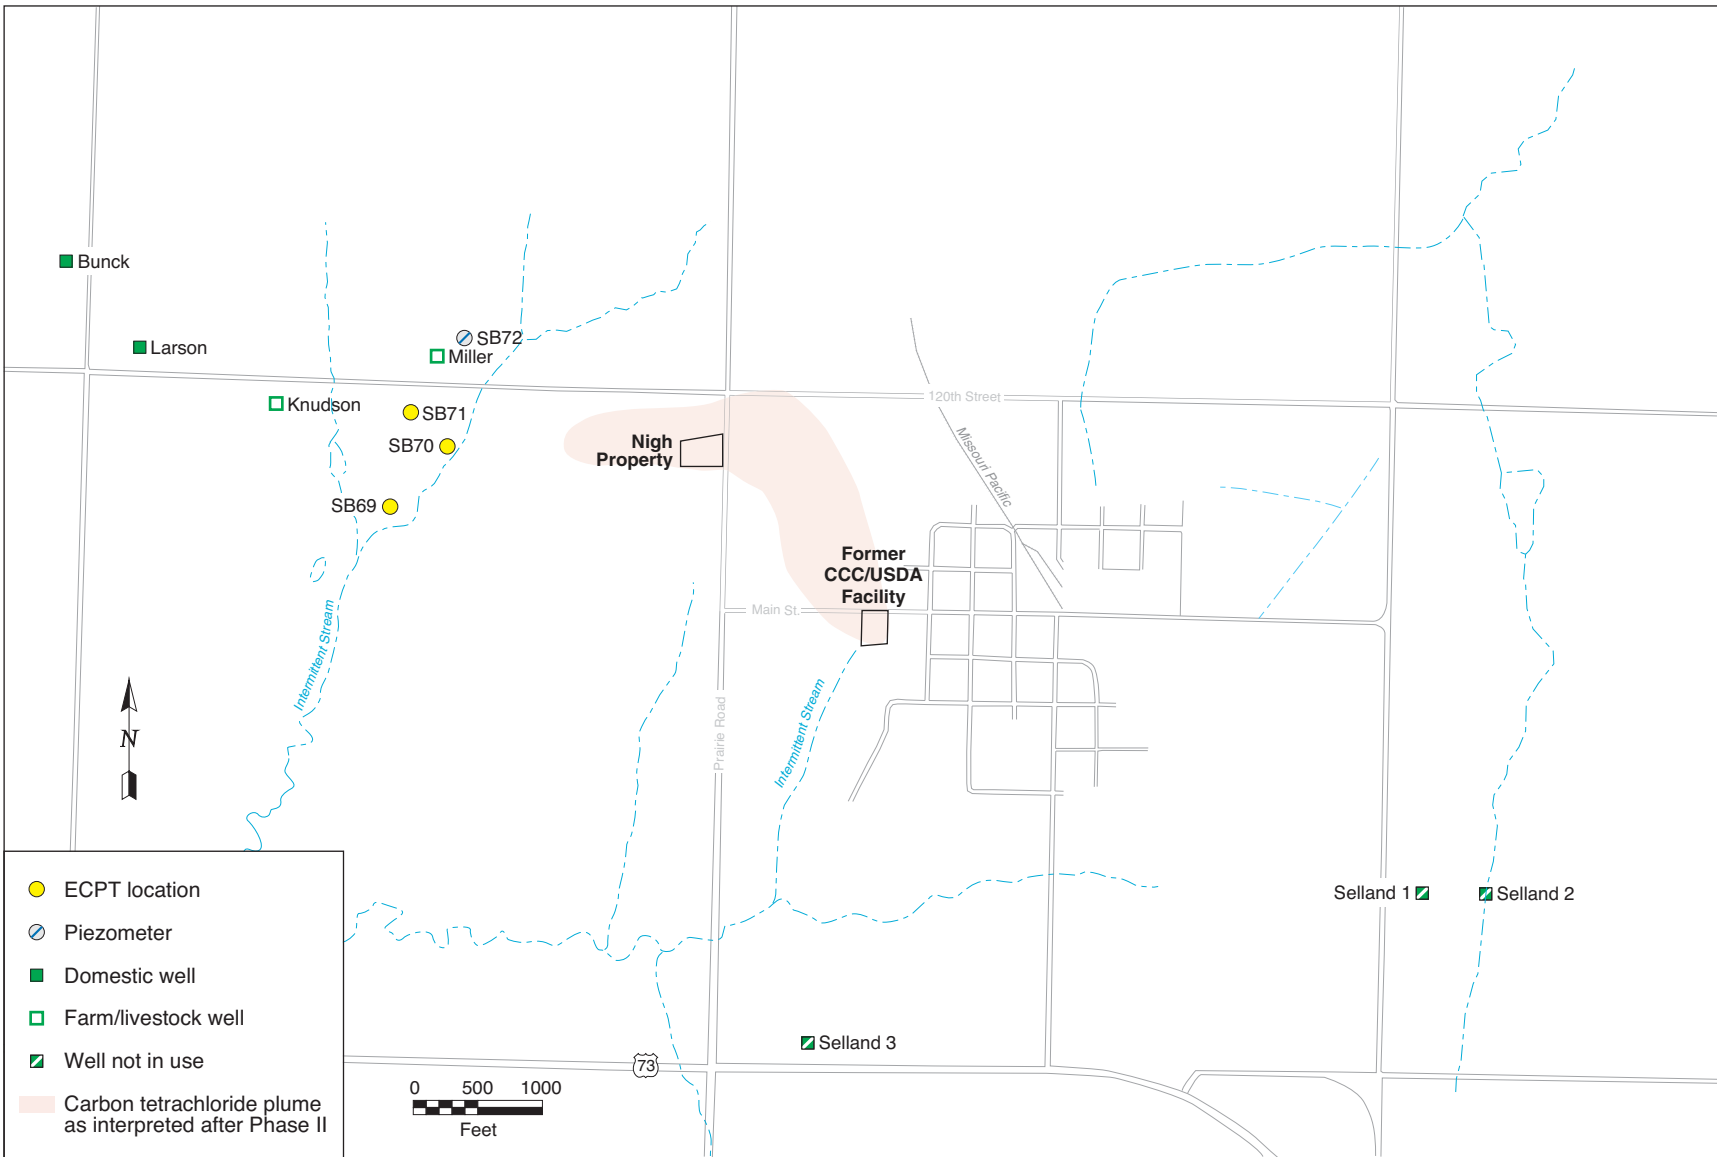 Bunck
Larson
SB72
Miller
Knudson
SB71
SB70
SB69
120th Street
Nigh
Property
Missouri Pacific
Former
CCC/USDA
Facility
Main St.
Intermittent Stream
Intermittent Stream
Prairie Road
N
Selland 1
Selland 2
Selland 3
73
ECPT location
Piezometer
Domestic well
Farm/livestock well
Well not in use
Carbon tetrachloride plume
as interpreted after Phase II
0 500 1000
Feet